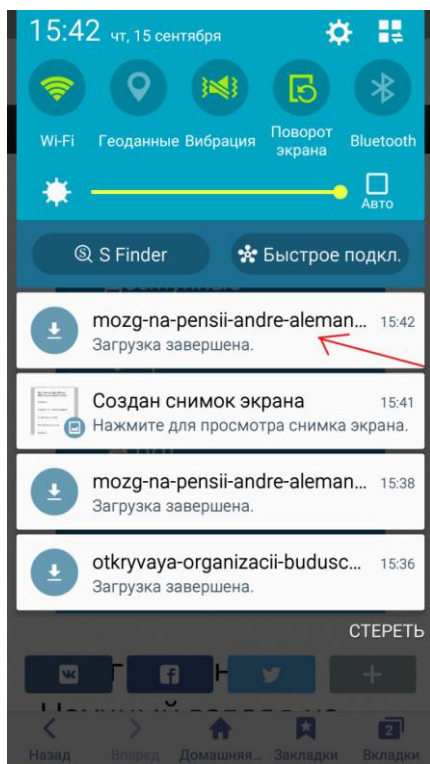 15:42 чт, 15 сентября
Wi-Fi Геоданные Вибрация Поворот экрана Bluetooth
Авто
S Finder Быстрое подкл.
mozg-na-pensii-andre-aleman... 15:42
Загрузка завершена.
Создан снимок экрана 15:41
Нажмите для просмотра снимка экрана.
mozg-na-pensii-andre-aleman... 15:38
Загрузка завершена.
otkryvaya-organizacii-budusc... 15:36
Загрузка завершена.
СТЕРЕТЬ
Назад Вперед Домашняя... Закладки Вкладки
2